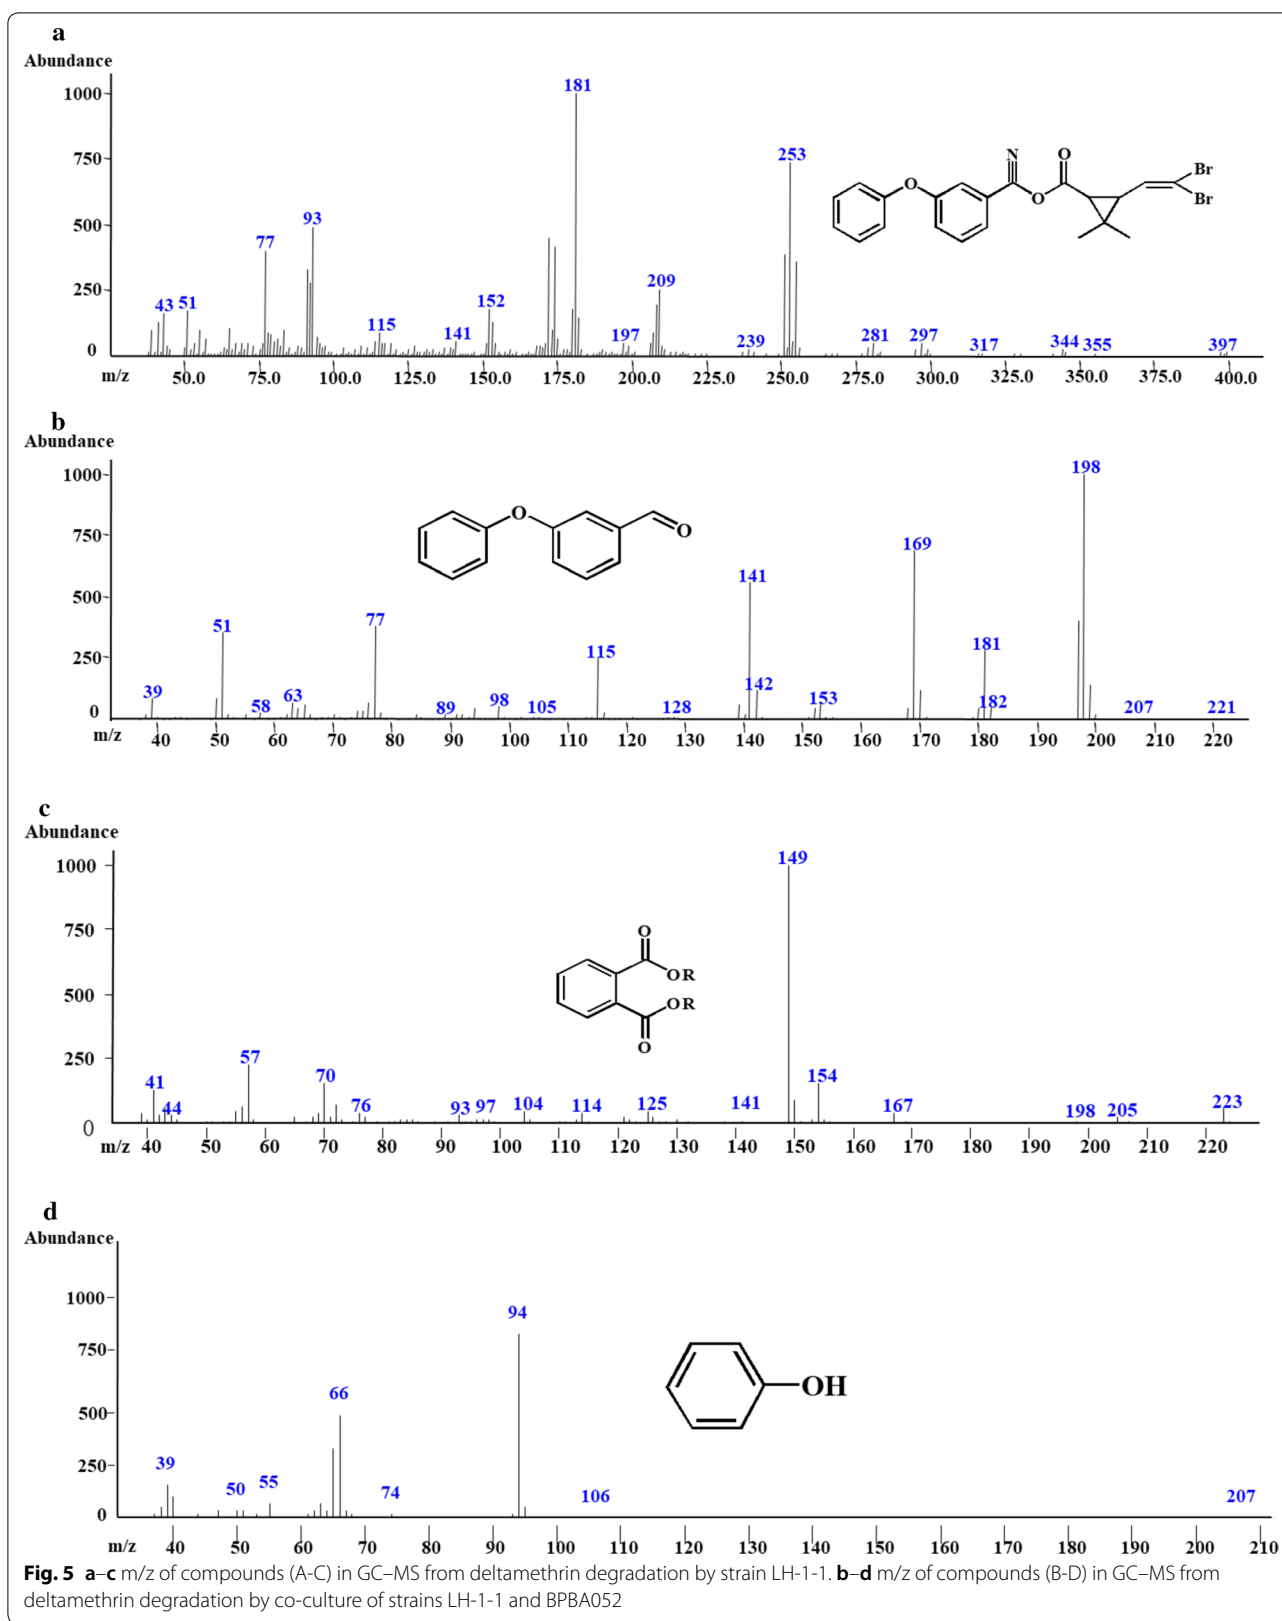 a
Abundance
1000
750
500
250
0
181
253
93
77
43 51
115
141
152
197
209
239
281
297
317
344 355
397
N
O
O
O
Br
Br
m/z 50.0 75.0 100.0 125.0 150.0 175.0 200.0 225.0 250.0 275.0 300.0 325.0 350.0 375.0 400.0
b
Abundance
1000
750
500
250
0
198
169
141
77
51
115
181
142
39
58
63
89
98
105
128
153
182
207
221
O
O
m/z 40 50 60 70 80 90 100 110 120 130 140 150 160 170 180 190 200 210 220
c
Abundance
1000
750
500
250
0
149
57
70
154
41
44
76
93 97
104
114
125
141
167
198
205
223
O
OR
OR
O
m/z 40 50 60 70 80 90 100 110 120 130 140 150 160 170 180 190 200 210 220
d
Abundance
1000
750
500
250
0
94
66
39
50
55
74
106
207
OH
m/z 40 50 60 70 80 90 100 110 120 130 140 150 160 170 180 190 200 210
Fig. 5 a–c m/z of compounds (A-C) in GC–MS from deltamethrin degradation by strain LH-1-1. b–d m/z of compounds (B-D) in GC–MS from
deltamethrin degradation by co-culture of strains LH-1-1 and BPBA052